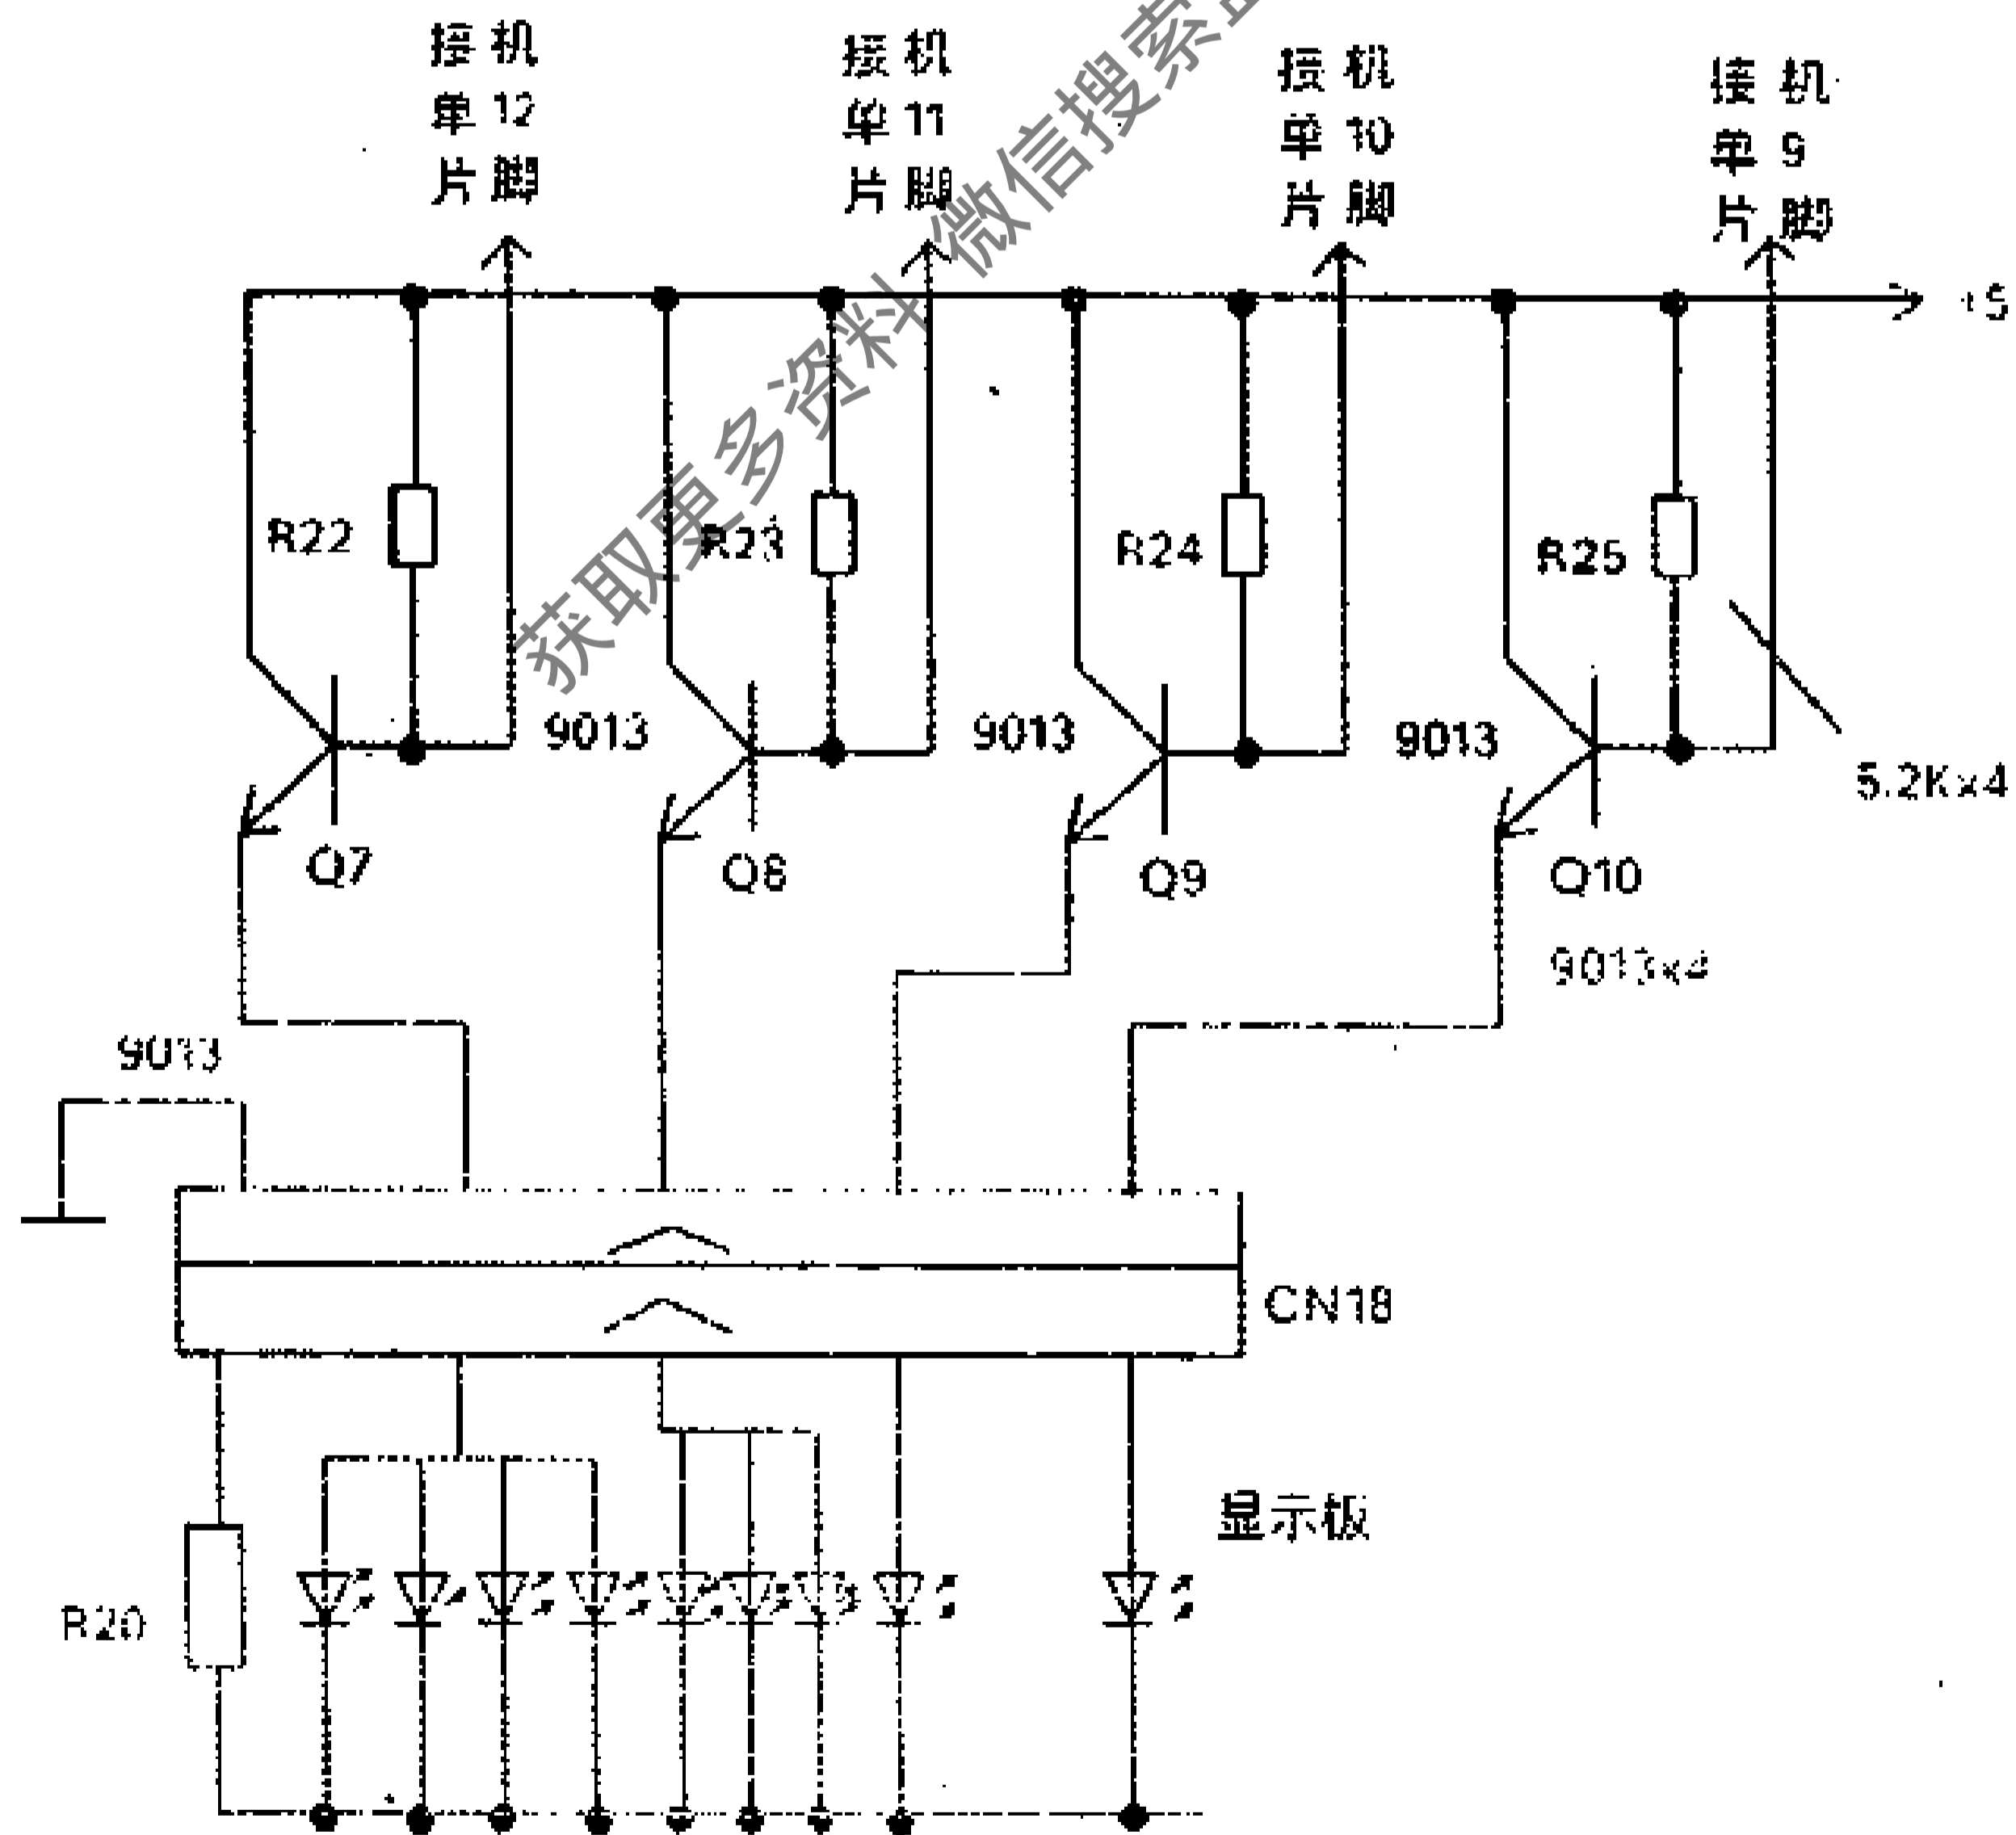 接机
单12
片脚
接机
单11
片脚
接机
单10
片脚
接机
单9
片脚
获取更多资料 微信搜索
R22
R23
R24
R25
9013
9013
9013
5.2K×4
Q7
Q8
Q9
Q10
9013×4
9013
CN18
显示板
R20